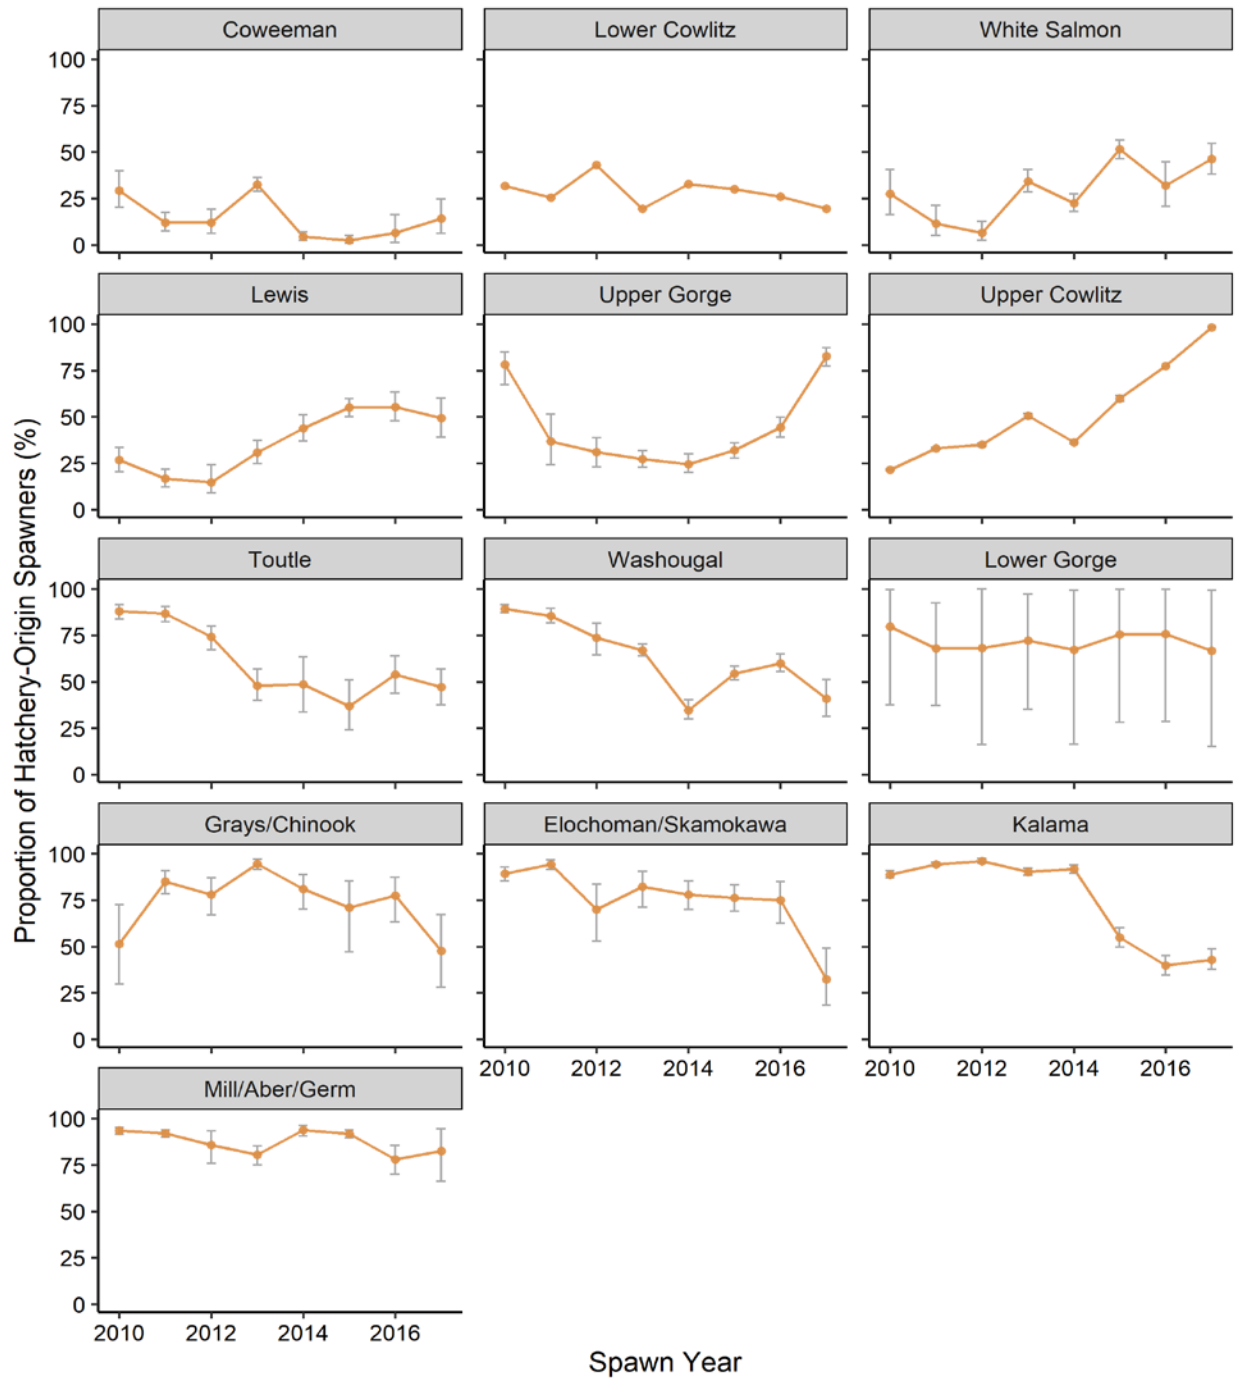 Coweeman Lower Cowlitz White Salmon
100
75
50
25
0
Lewis Upper Gorge Upper Cowlitz
100
75
50
25
0
Toutle Washougal Lower Gorge
100
75
50
25
0
Grays/Chinook Elochoman/Skamokawa Kalama
100
75
50
25
0
2010 2012 2014 2016 2010 2012 2014 2016
Mill/Aber/Germ
100
75
50
25
0
2010 2012 2014 2016
Proportion of Hatchery-Origin Spawners (%)
Spawn Year